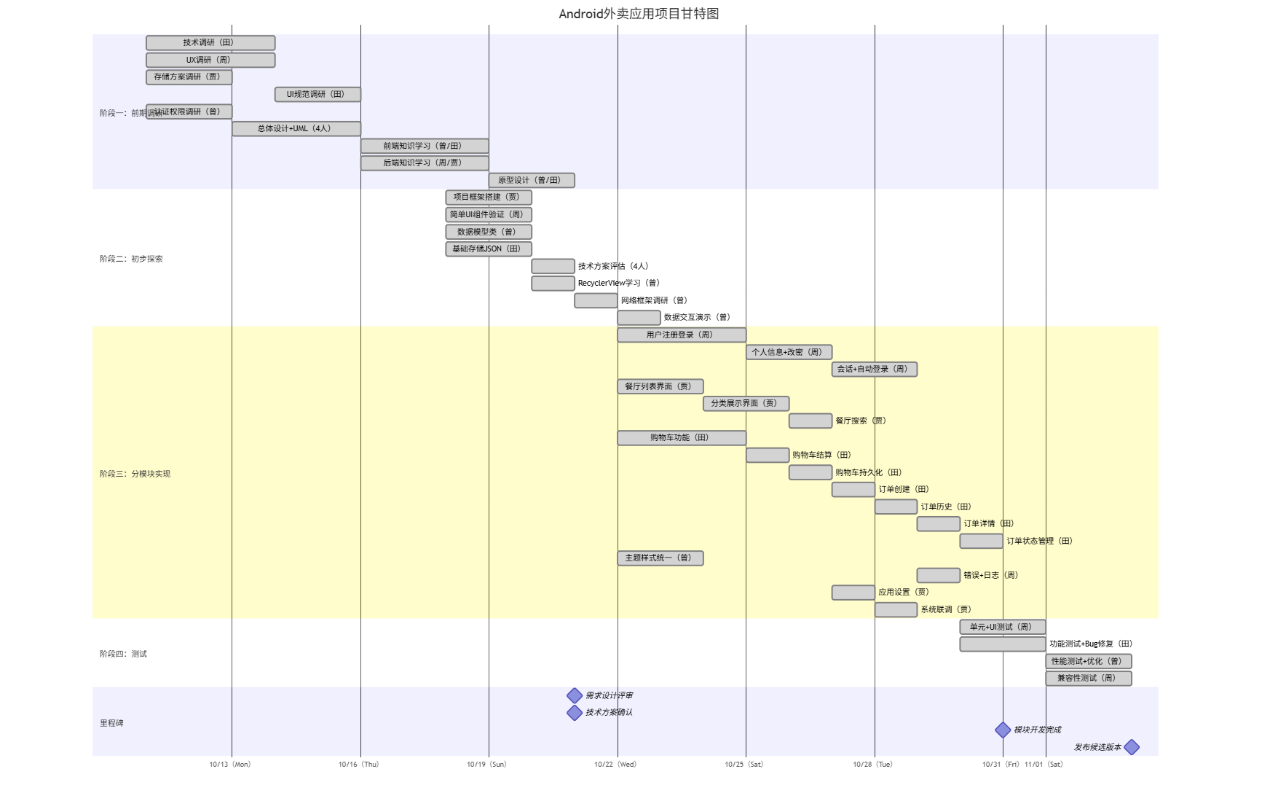 Android外卖应用项目甘特图
技术调研（田）
UX调研（周）
存储方案调研（贾）
UI规范调研（田）
阶段一：前期调研
认证权限调研（曾）
总体设计+UML（4人）
前端知识学习（曾/田）
后端知识学习（周/贾）
原型设计（曾/田）
项目框架搭建（贾）
简单UI组件验证（周）
数据模型类（曾）
基础存储JSON（田）
阶段二：初步探索
技术方案评估（4人）
RecyclerView学习（曾）
网络框架调研（曾）
数据交互演示（曾）
用户注册登录（周）
个人信息+改密（周）
会话+自动登录（周）
餐厅列表界面（贾）
分类展示界面（贾）
餐厅搜索（贾）
购物车功能（田）
购物车结算（田）
阶段三：分模块实现
购物车持久化（田）
订单创建（田）
订单历史（田）
订单详情（田）
订单状态管理（田）
主题样式统一（曾）
错误+日志（周）
应用设置（贾）
系统联调（贾）
单元+UI测试（周）
功能测试+Bug修复（田）
阶段四：测试
性能测试+优化（曾）
兼容性测试（周）
需求设计评审
技术方案确认
里程碑
模块开发完成
发布候选版本
10/13 (Mon) 10/16 (Thu) 10/19 (Sun) 10/22 (Wed) 10/25 (Sat) 10/28 (Tue) 10/31 (Fri) 11/01 (Sat)